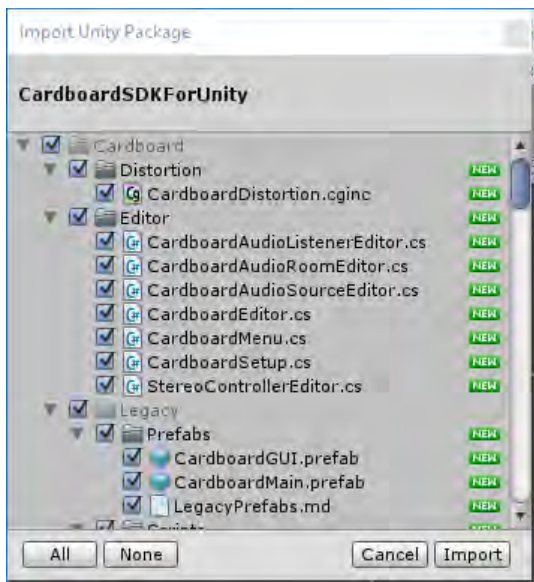 Import Unity Package
CardboardSDKForUnity
Cardboard
Distortion NEW
CardboardDistortion.cginc NEW
Editor NEW
CardboardAudioListenerEditor.cs NEW
CardboardAudioRoomEditor.cs NEW
CardboardAudioSourceEditor.cs NEW
CardboardEditor.cs NEW
CardboardMenu.cs NEW
CardboardSetup.cs NEW
StereoControllerEditor.cs NEW
Legacy
Prefabs NEW
CardboardGUI.prefab NEW
CardboardMain.prefab NEW
LegacyPrefabs.md NEW
All None Cancel Import